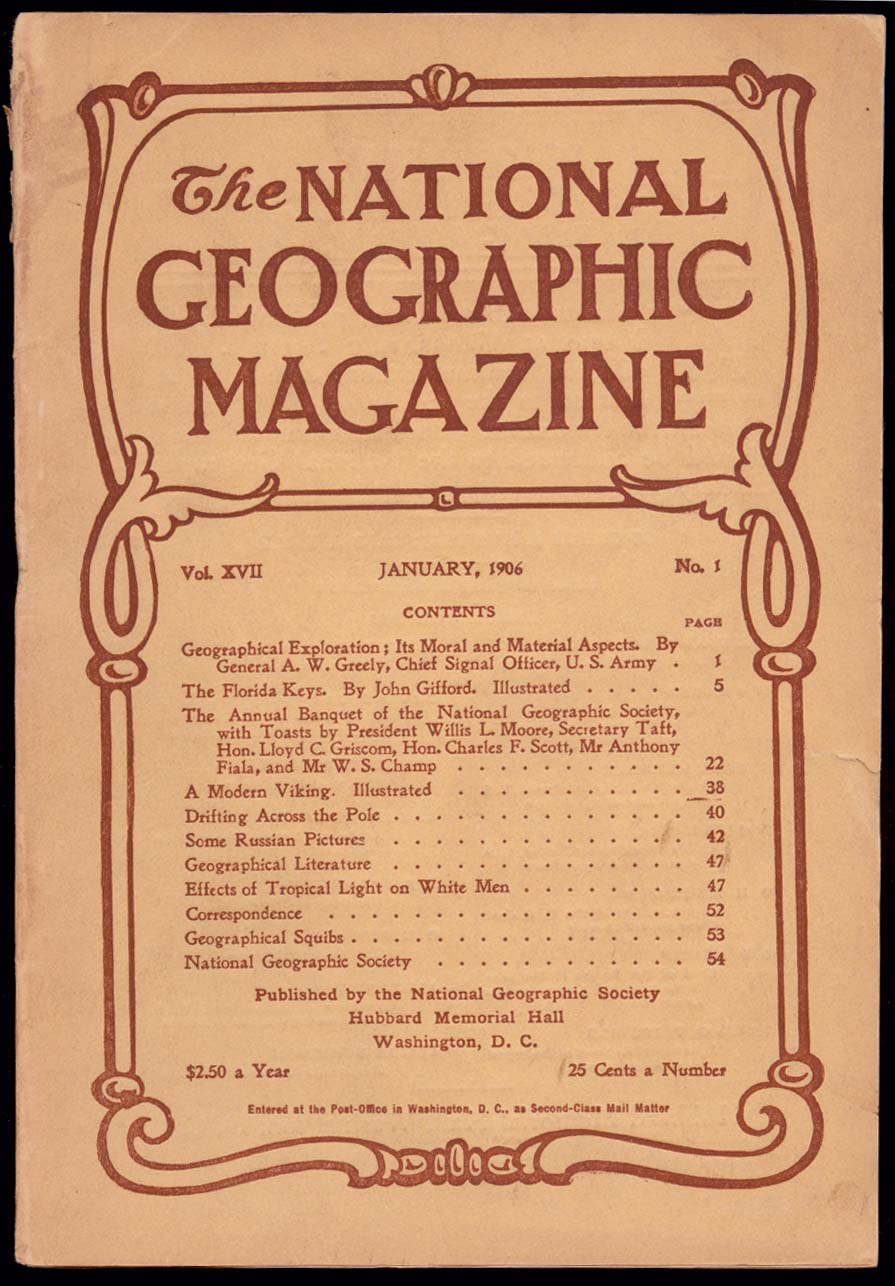 The NATIONAL
GEOGRAPHIC
MAGAZINE
Vol. XVII JANUARY, 1906 No. 1
CONTENTS
PAGE
Geographical Exploration; Its Moral and Material Aspects. By
General A. W. Greely, Chief Signal Officer, U. S. Army . 1
The Florida Keys. By John Gifford. Illustrated . . . . . 5
The Annual Banquet of the National Geographic Society,
with Toasts by President Willis L. Moore, Secretary Taft,
Hon. Lloyd C. Griscom, Hon. Charles F. Scott, Mr Anthony
Fiala, and Mr W. S. Champ . . . . . . . . . . . 22
A Modern Viking. Illustrated . . . . . . . . . . . 38
Drifting Across the Pole . . . . . . . . . . . . . . 40
Some Russian Pictures . . . . . . . . . . . . . . 42
Geographical Literature . . . . . . . . . . . . . . 47
Effects of Tropical Light on White Men . . . . . . . . 47
Correspondence . . . . . . . . . . . . . . . . . 52
Geographical Squibs . . . . . . . . . . . . . . . . 53
National Geographic Society . . . . . . . . . . . . 54
Published by the National Geographic Society
Hubbard Memorial Hall
Washington, D. C.
$2.50 a Year 25 Cents a Number
Entered at the Post-Office in Washington, D. C., as Second-Class Mail Matter